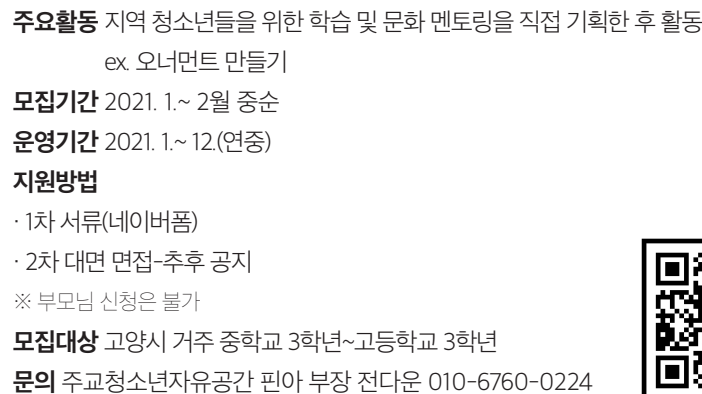 주요활동 지역 청소년들을 위한 학습 및 문화 멘토링을 직접 기획한 후 활동
ex. 오너먼트 만들기
모집기간 2021. 1.~ 2월 중순
운영기간 2021. 1.~ 12.(연중)
지원방법
· 1차 서류(네이버폼)
· 2차 대면 면접-추후 공지
※ 부모님 신청은 불가
모집대상 고양시 거주 중학교 3학년~고등학교 3학년
문의 주교청소년자유공간 핀아 부장 전다운 010-6760-0224